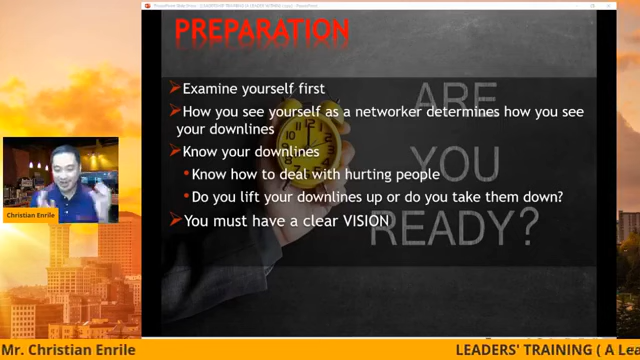 PREPARATION
Examine yourself first
How you see yourself as a networker determines how you see
your downlines
Know your downlines
Know how to deal with hurting people
Do you lift your downlines up or do you take them down?
You must have a clear VISION
ARE
YOU
READY?
Christian Enrile
Mr. Christian Enrile
LEADERS' TRAINING ( A Lea